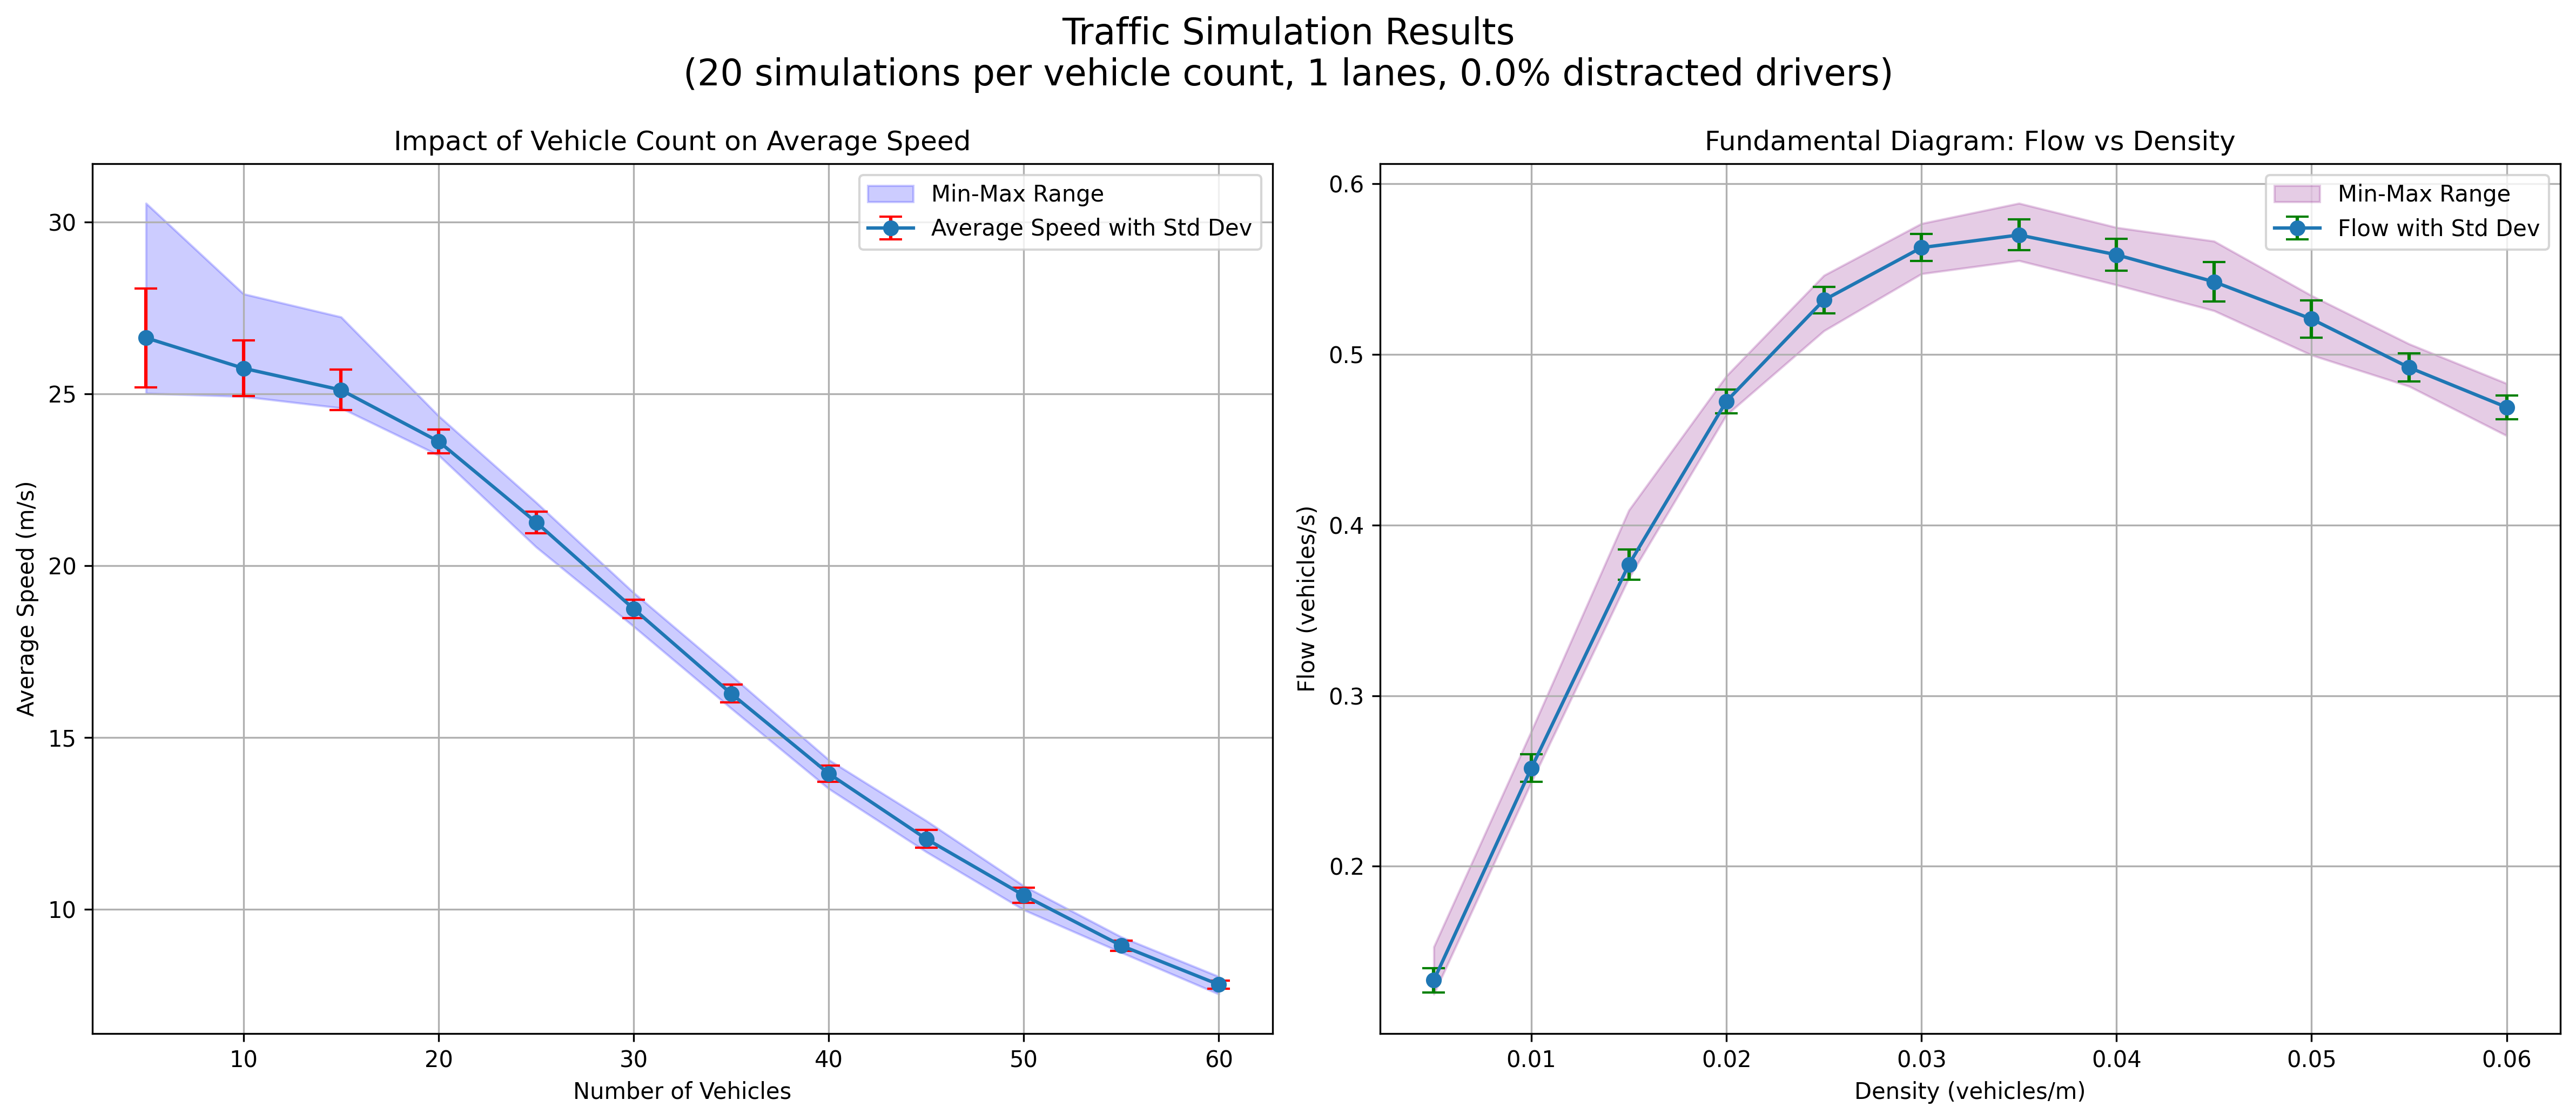 Traffic Simulation Results
(20 simulations per vehicle count, 1 lanes, 0.0% distracted drivers)
Impact of Vehicle Count on Average Speed
Min-Max Range
Average Speed with Std Dev
30
25
20
15
10
Average Speed (m/s)
10 20 30 40 50 60
Number of Vehicles
Fundamental Diagram: Flow vs Density
Min-Max Range
Flow with Std Dev
0.6
0.5
0.4
0.3
0.2
Flow (vehicles/s)
0.01 0.02 0.03 0.04 0.05 0.06
Density (vehicles/m)